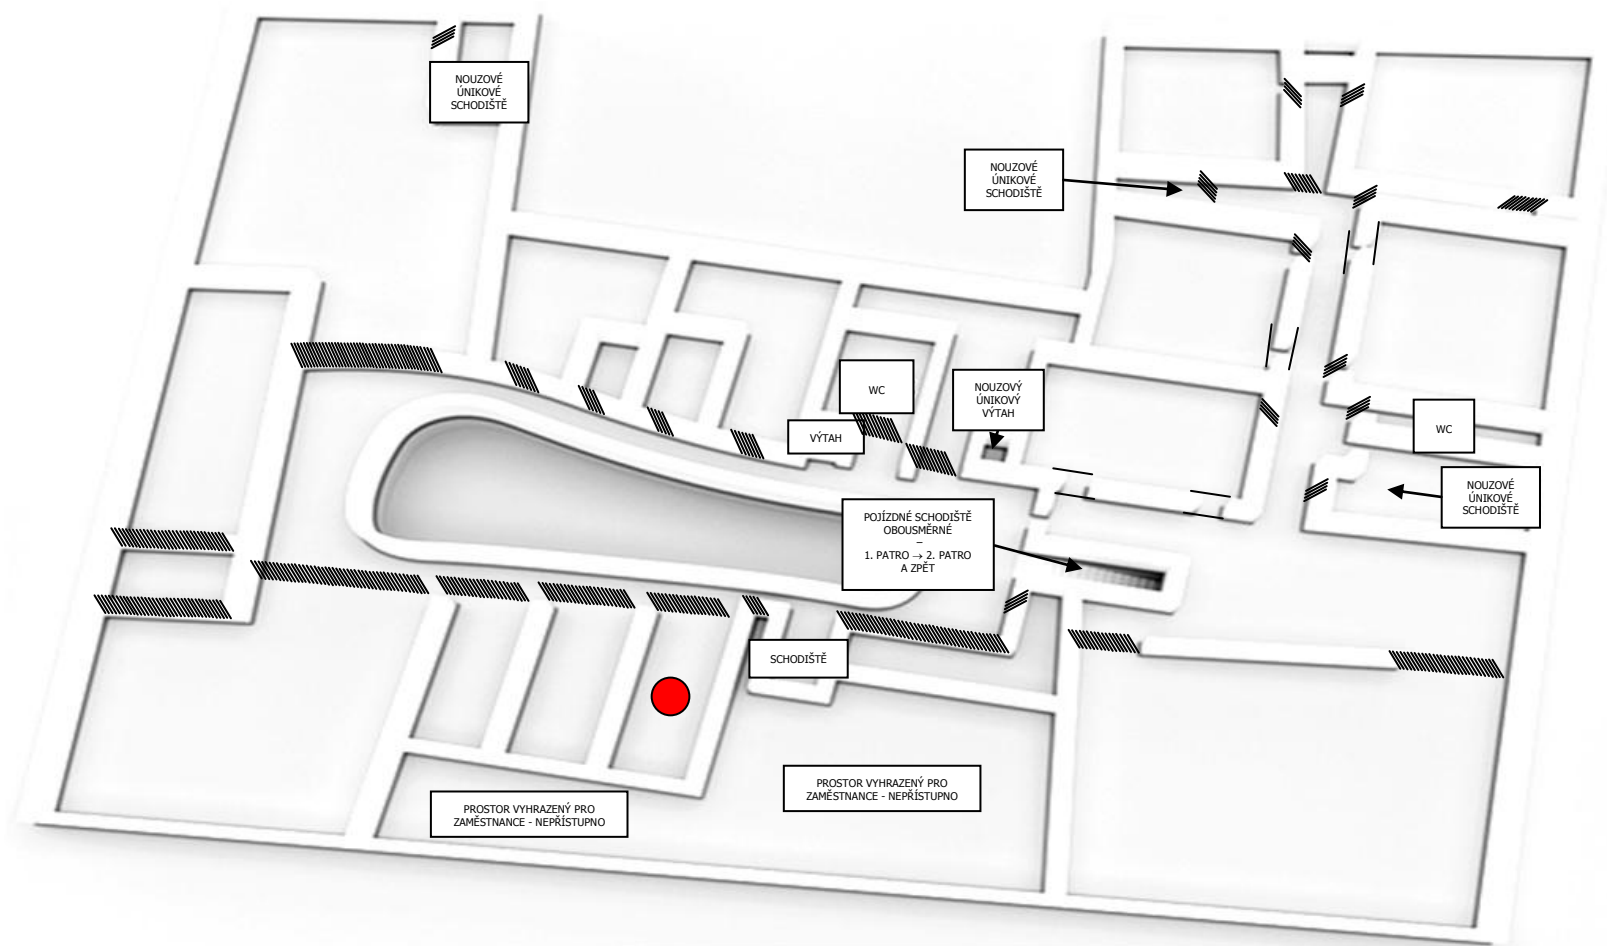 NOUZOVÉ
ÚNIKOVÉ
SCHODIŠTĚ
NOUZOVÉ
ÚNIKOVÉ
SCHODIŠTĚ
WC
NOUZOVÝ
ÚNIKOVÝ
VÝTAH
VÝTAH
WC
NOUZOVÉ
ÚNIKOVÉ
SCHODIŠTĚ
POJÍZDNÉ SCHODIŠTĚ
OBOUSMĚRNÉ
–
1. PATRO → 2. PATRO
A ZPĚT
SCHODIŠTĚ
PROSTOR VYHRAZENÝ PRO
ZAMĚSTNANCE - NEPŘÍSTUPNO
PROSTOR VYHRAZENÝ PRO
ZAMĚSTNANCE - NEPŘÍSTUPNO